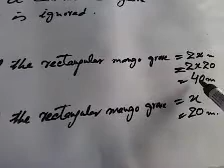 is ignored.
the rectangular mango grove = 2x
= 2x20
= 40m
the rectangular mango grove = x
= 20m.